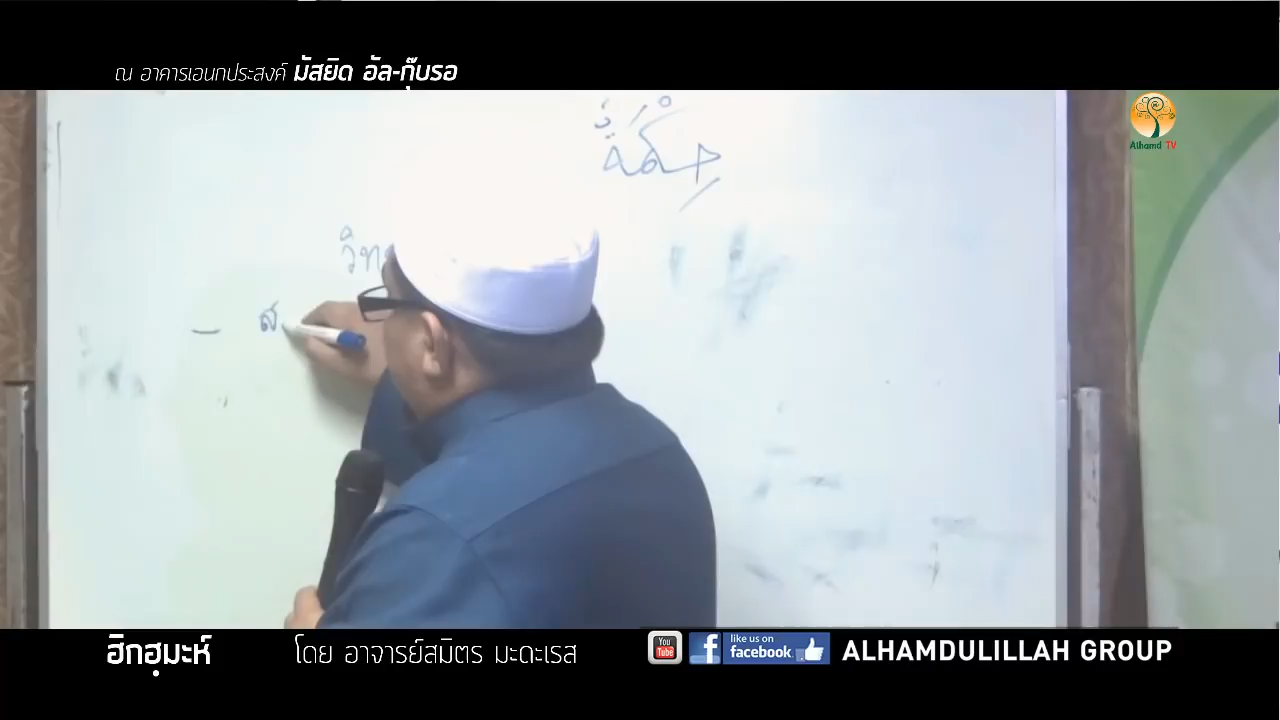 ณ อาคารเอนกประสงค์ มัสยิด อัล-กุ๊บรอ
حِكْمَةٌ
Alhamd TV
ส
ฮิกฮฺมะห์ โดย อาจารย์สมิตร มะดะเรส
You Tube
like us on
facebook
ALHAMDULILLAH GROUP